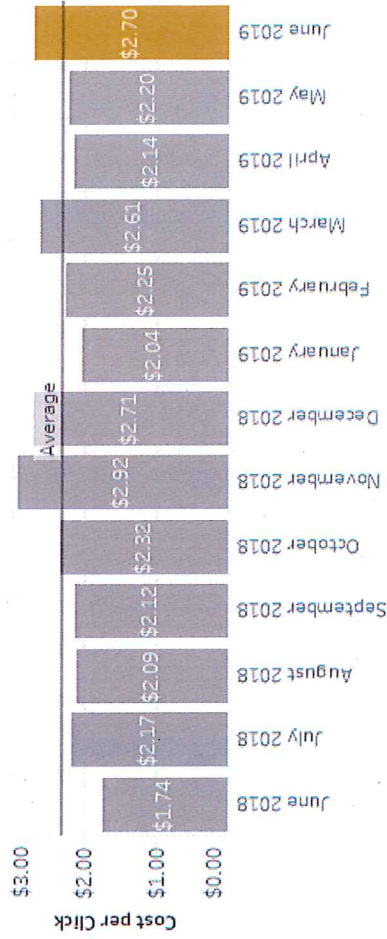 Cost per Click
$3.00
$2.00
$1.00
$0.00
Average
$1.74
$2.17
$2.09
$2.12
$2.32
$2.92
$2.71
$2.04
$2.25
$2.61
$2.14
$2.20
$2.70
June 2018
July 2018
August 2018
September 2018
October 2018
November 2018
December 2018
January 2019
February 2019
March 2019
April 2019
May 2019
June 2019